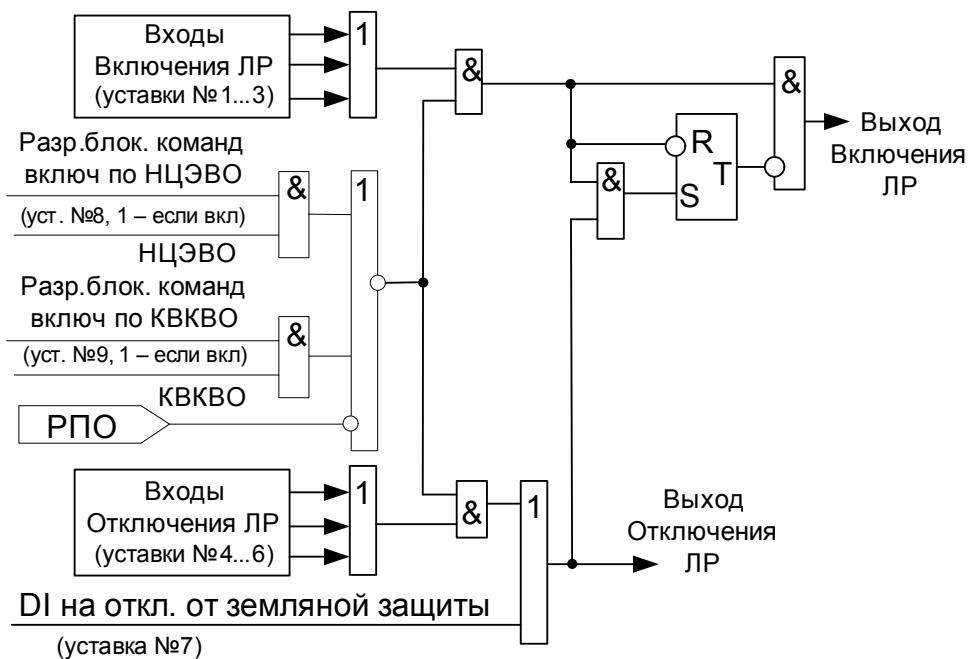 Входы
Включения ЛР
(уставки №1...3)
1
&
&
Выход
Включения
ЛР
Разр.блок. команд
включ по НЦЭВО
(уст. №8, 1 – если вкл)
НЦЭВО
&
1
&
R
T
S
Разр.блок. команд
включ по КВКВО
(уст. №9, 1 – если вкл)
КВКВО
&
РПО
Входы
Отключения ЛР
(уставки №4...6)
1
&
1
Выход
Отключения
ЛР
DI на откл. от земляной защиты
(уставка №7)